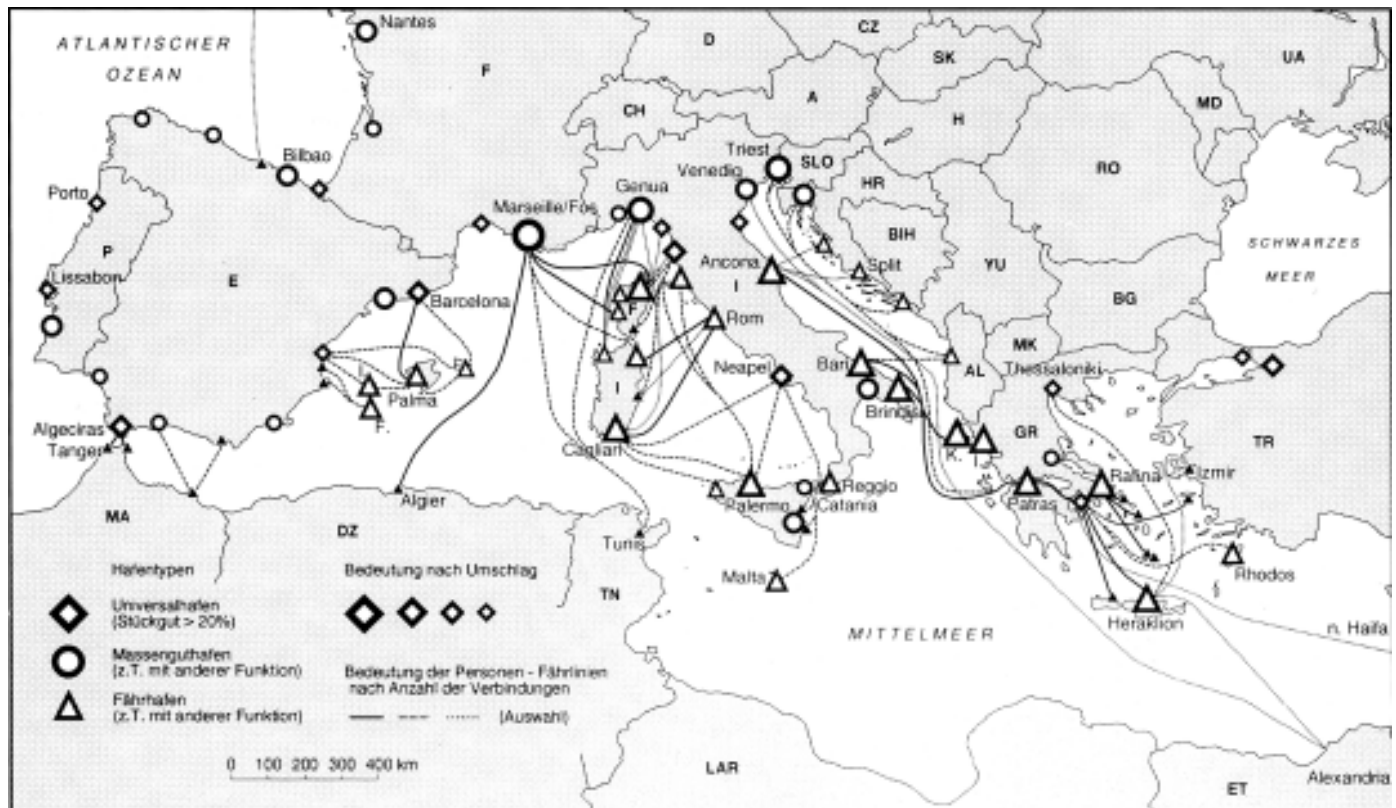 Nantes
ATLANTISCHER
OZEAN
D
CZ
SK
UA
F
CH
A
H
MD
RO
Bilbao
Porto
P
E
Lissabon
Marseille/Fos
Genua
Venedig
Triest
SLO
HR
BIH
YU
SCHWARZES
MEER
BG
Ancona
Split
I
F
Barcelona
Rom
MK
AL
Thessaloniki
Neapel
Bari
Brindisi
Palma
F.
I
Algeciras
Tanger
Cagliari
K.
I.
GR
TR
Rafina
Izmir
Patras
Reggio
Palermo
Catania
Algier
MA
DZ
Tunis
TN
Malta
Rhodos
Heraklion
n. Haifa
MITTELMEER
LAR
ET
Alexandria
Hafentypen
Universalhafen
(Stückgut > 20%)
Massenguthafen
(z.T. mit anderer Funktion)
Fährhafen
(z.T. mit anderer Funktion)
Bedeutung nach Umschlag
Bedeutung der Personen - Fährlinien
nach Anzahl der Verbindungen
(Auswahl)
0 100 200 300 400 km